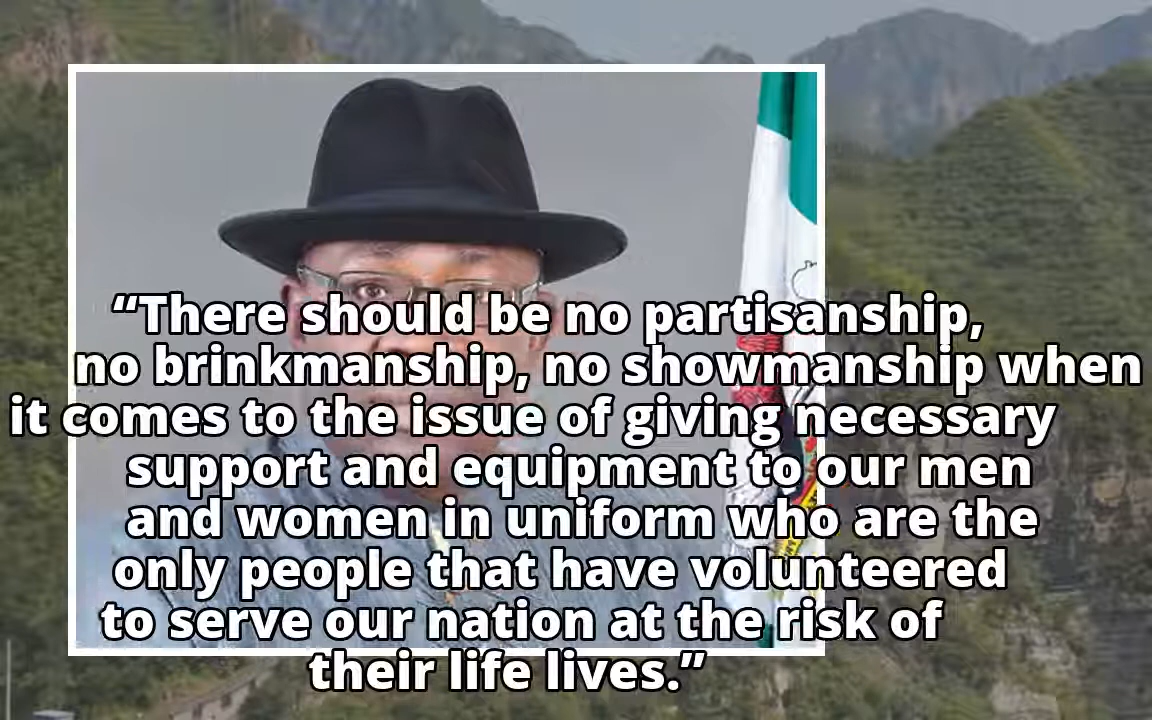 “There should be no partisanship,
no brinkmanship, no showmanship when
it comes to the issue of giving necessary
support and equipment to our men
and women in uniform who are the
only people that have volunteered
to serve our nation at the risk of
their life lives.”